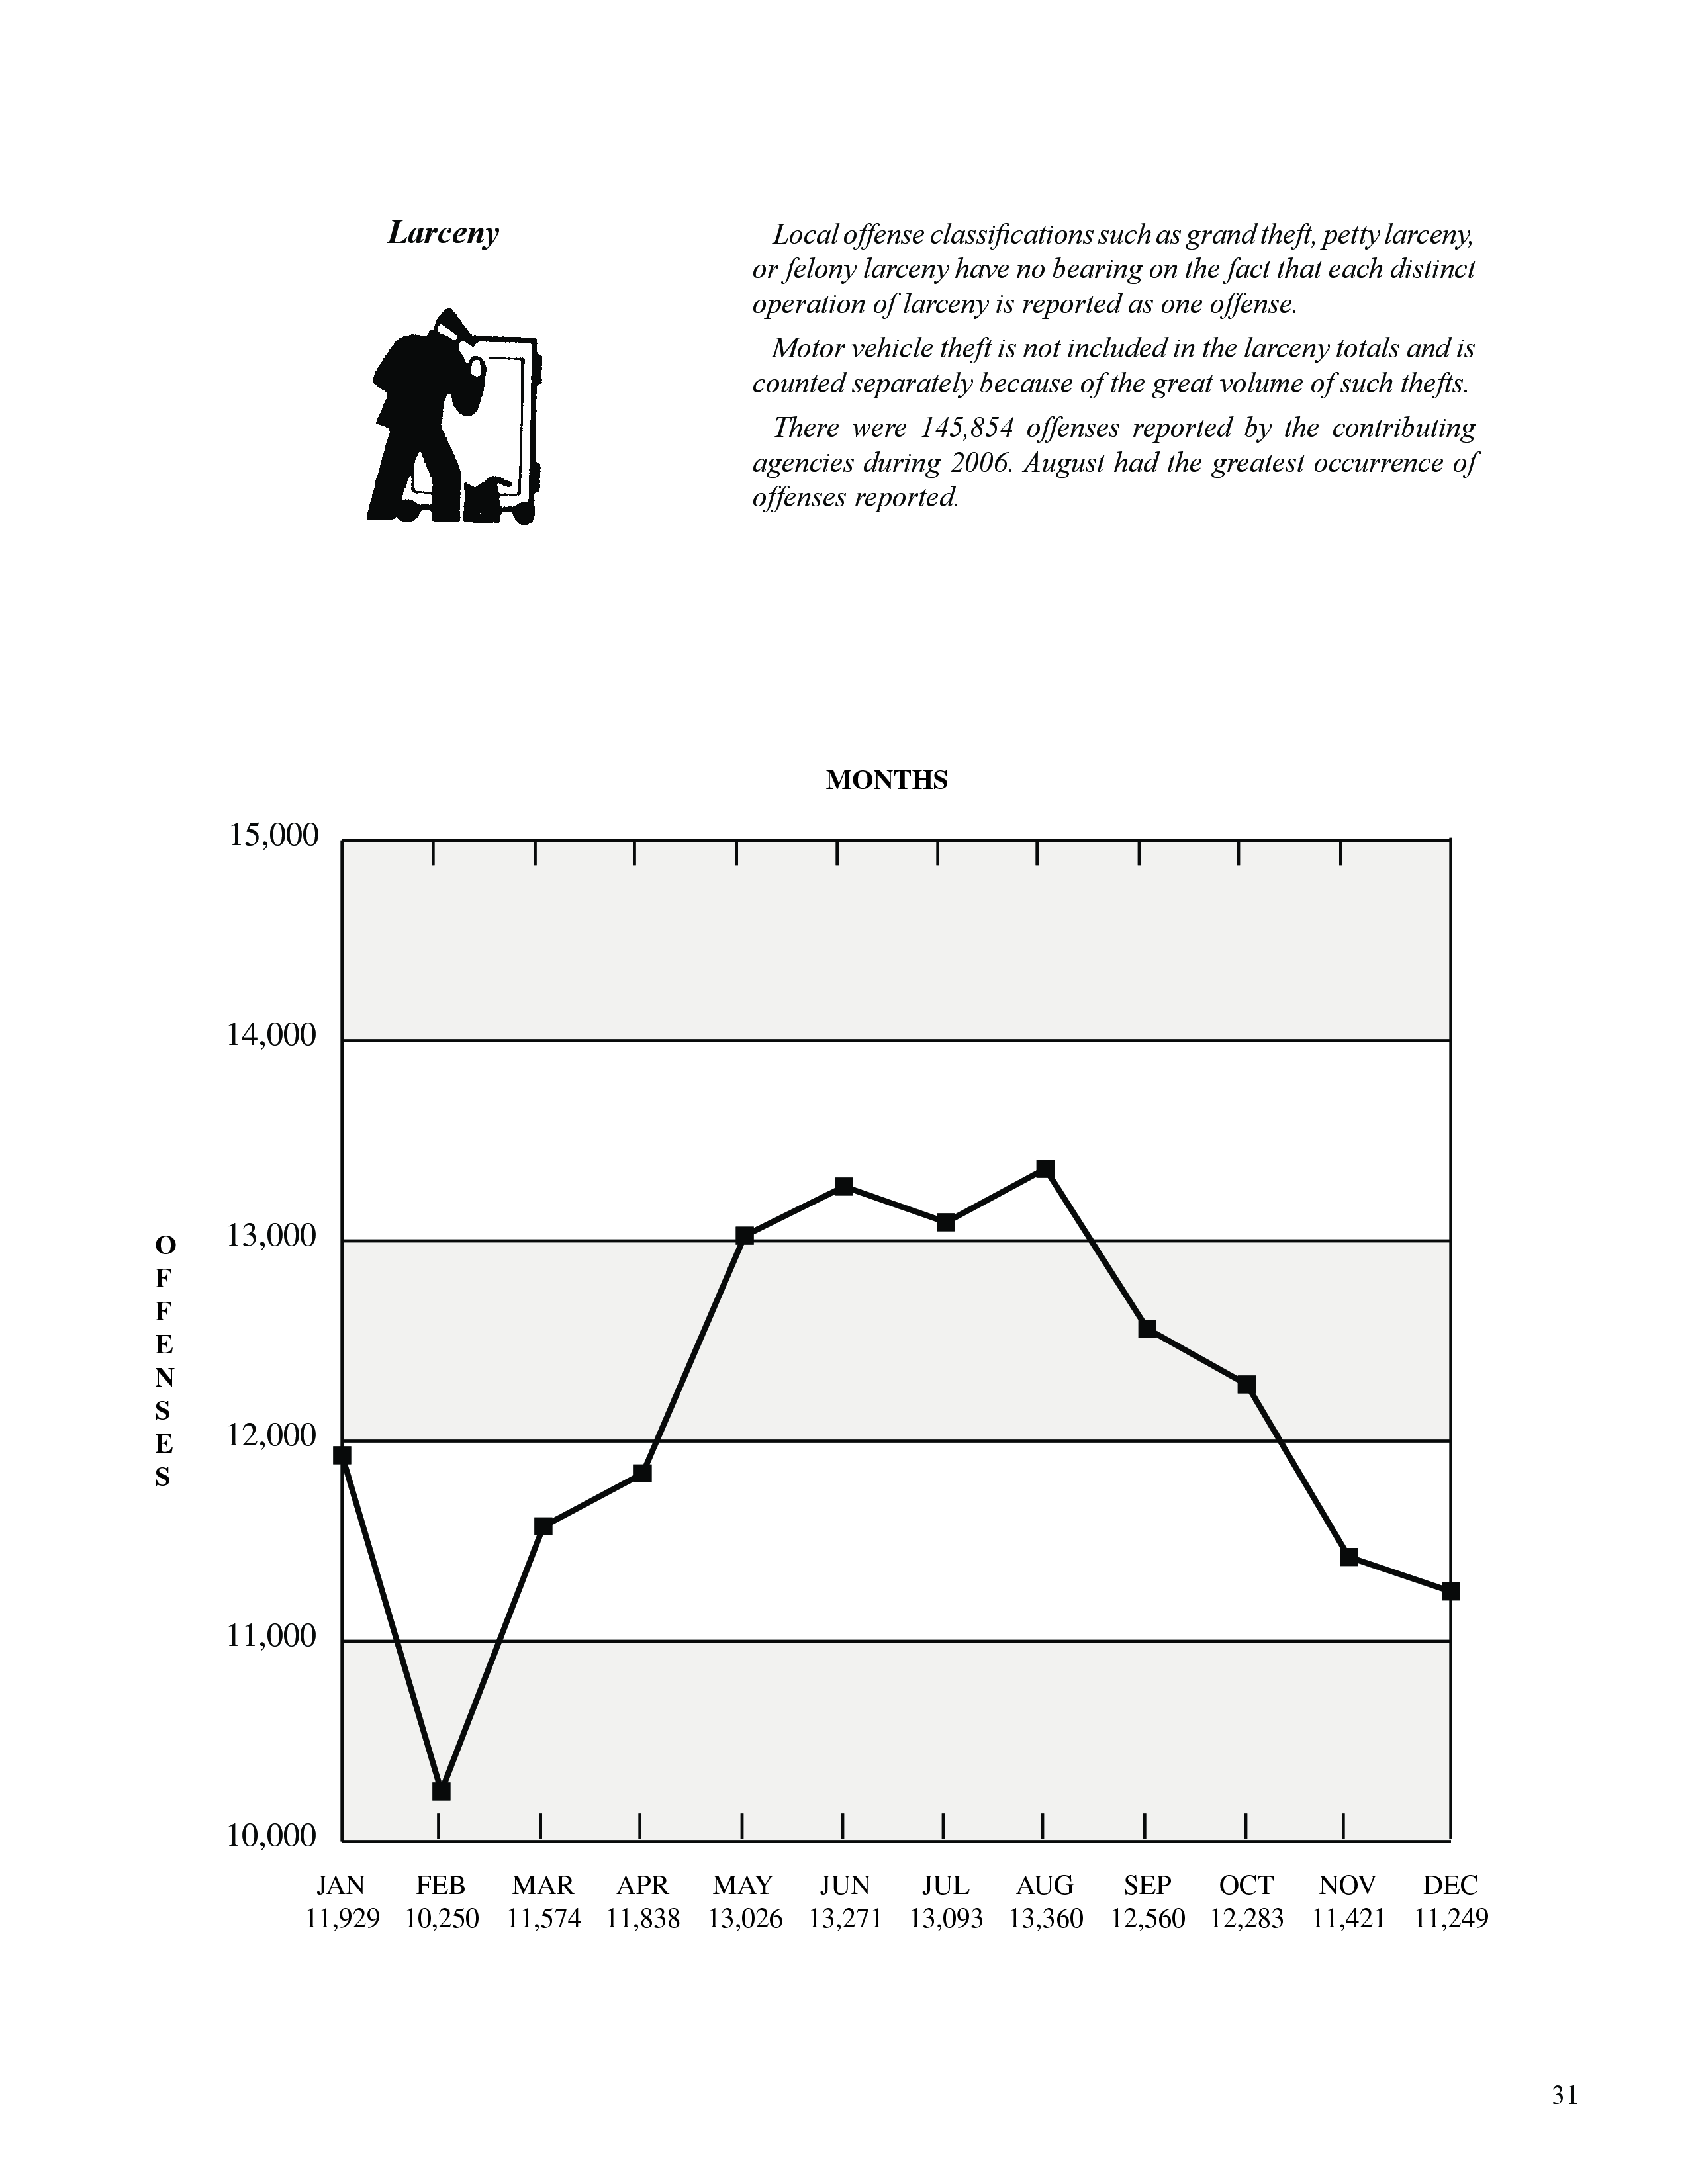 Larceny
Local offense classifications such as grand theft, petty larceny,
or felony larceny have no bearing on the fact that each distinct
operation of larceny is reported as one offense.
Motor vehicle theft is not included in the larceny totals and is
counted separately because of the great volume of such thefts.
There were 145,854 offenses reported by the contributing
agencies during 2006. August had the greatest occurrence of
offenses reported.
MONTHS
15,000
14,000
13,000
12,000
11,000
10,000
OFFENSES
JAN FEB MAR APR MAY JUN JUL AUG SEP OCT NOV DEC
11,929 10,250 11,574 11,838 13,026 13,271 13,093 13,360 12,560 12,283 11,421 11,249
31